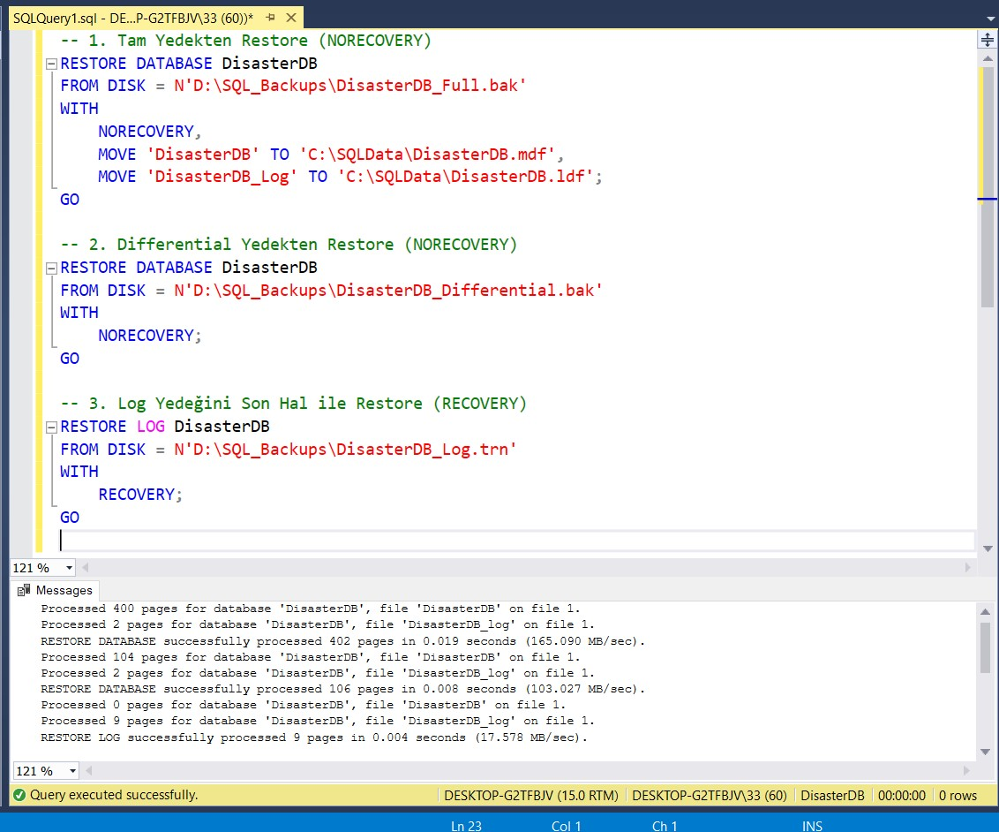 SQLQuery1.sql - DE...P-G2TFBJV\33 (60))*
-- 1. Tam Yedekten Restore (NORECOVERY)
RESTORE DATABASE DisasterDB
FROM DISK = N'D:\SQL_Backups\DisasterDB_Full.bak'
WITH
    NORECOVERY,
    MOVE 'DisasterDB' TO 'C:\SQLData\DisasterDB.mdf',
    MOVE 'DisasterDB_Log' TO 'C:\SQLData\DisasterDB.ldf';
GO
-- 2. Differential Yedekten Restore (NORECOVERY)
RESTORE DATABASE DisasterDB
FROM DISK = N'D:\SQL_Backups\DisasterDB_Differential.bak'
WITH
    NORECOVERY;
GO
-- 3. Log Yedeğini Son Hal ile Restore (RECOVERY)
RESTORE LOG DisasterDB
FROM DISK = N'D:\SQL_Backups\DisasterDB_Log.trn'
WITH
    RECOVERY;
GO
121 %
Messages
Processed 400 pages for database 'DisasterDB', file 'DisasterDB' on file 1.
Processed 2 pages for database 'DisasterDB', file 'DisasterDB_log' on file 1.
RESTORE DATABASE successfully processed 402 pages in 0.019 seconds (165.090 MB/sec).
Processed 104 pages for database 'DisasterDB', file 'DisasterDB' on file 1.
Processed 2 pages for database 'DisasterDB', file 'DisasterDB_log' on file 1.
RESTORE DATABASE successfully processed 106 pages in 0.008 seconds (103.027 MB/sec).
Processed 0 pages for database 'DisasterDB', file 'DisasterDB' on file 1.
Processed 9 pages for database 'DisasterDB', file 'DisasterDB_log' on file 1.
RESTORE LOG successfully processed 9 pages in 0.004 seconds (17.578 MB/sec).
121 %
Query executed successfully. DESKTOP-G2TFBJV (15.0 RTM) DESKTOP-G2TFBJV\33 (60) DisasterDB 00:00:00 0 rows
Ln 23 Col 1 Ch 1 INS